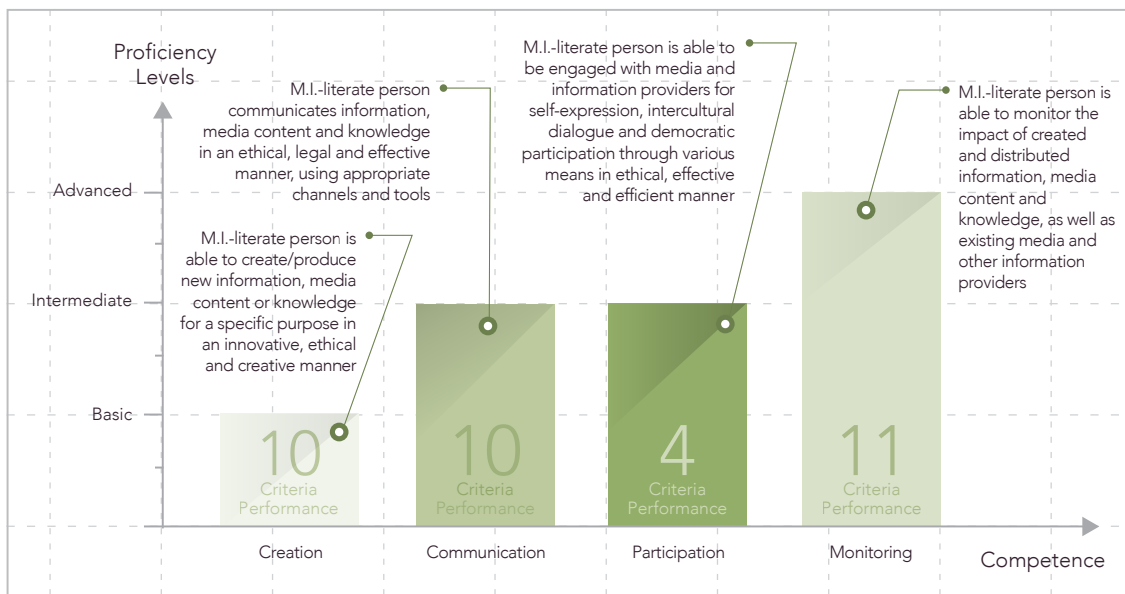 Proficiency
Levels
Advanced
Intermediate
Basic
M.I.-literate person is
able to create/produce
new information, media
content or knowledge
for a specific purpose in
an innovative, ethical
and creative manner
M.I.-literate person
communicates information,
media content and knowledge
in an ethical, legal and effective
manner, using appropriate
channels and tools
M.I.-literate person is able to
be engaged with media and
information providers for
self-expression, intercultural
dialogue and democratic
participation through various
means in ethical, effective
and efficient manner
M.I.-literate person is
able to monitor the
impact of created
and distributed
information, media
content and
knowledge, as well as
existing media and
other information
providers
10
Criteria
Performance
10
Criteria
Performance
4
Criteria
Performance
11
Criteria
Performance
Creation
Communication
Participation
Monitoring
Competence